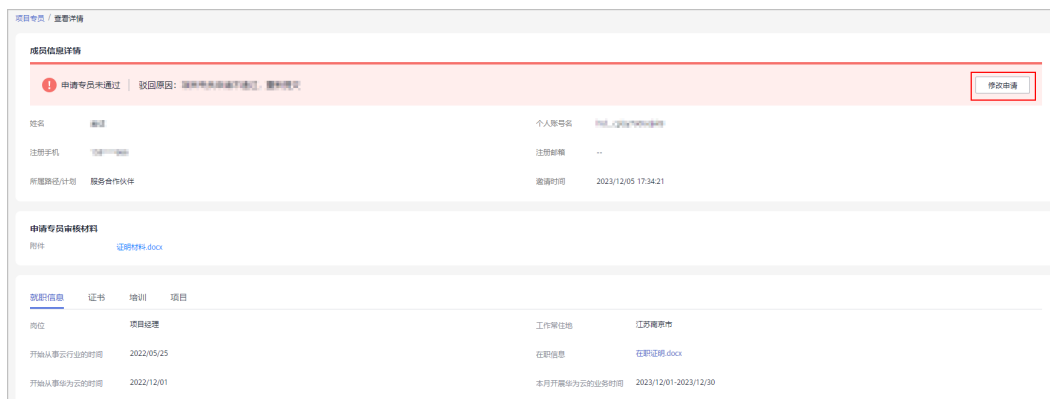 项目专员 / 查看详情
成员信息详情
申请专员未通过 驳回原因： 修改申请
姓名 个人账号名
注册手机 注册邮箱 --
所属路径/计划 服务合作伙伴 邀请时间 2023/12/05 17:34:21
申请专员审核材料
附件 证明材料.docx
就职信息 证书 培训 项目
岗位 项目经理 工作常住地 江苏南京市
开始从事云行业的时间 2022/05/25 在职信息 在职证明.docx
开始从事华为云的时间 2022/12/01 本月开展华为云的业务时间 2023/12/01-2023/12/30